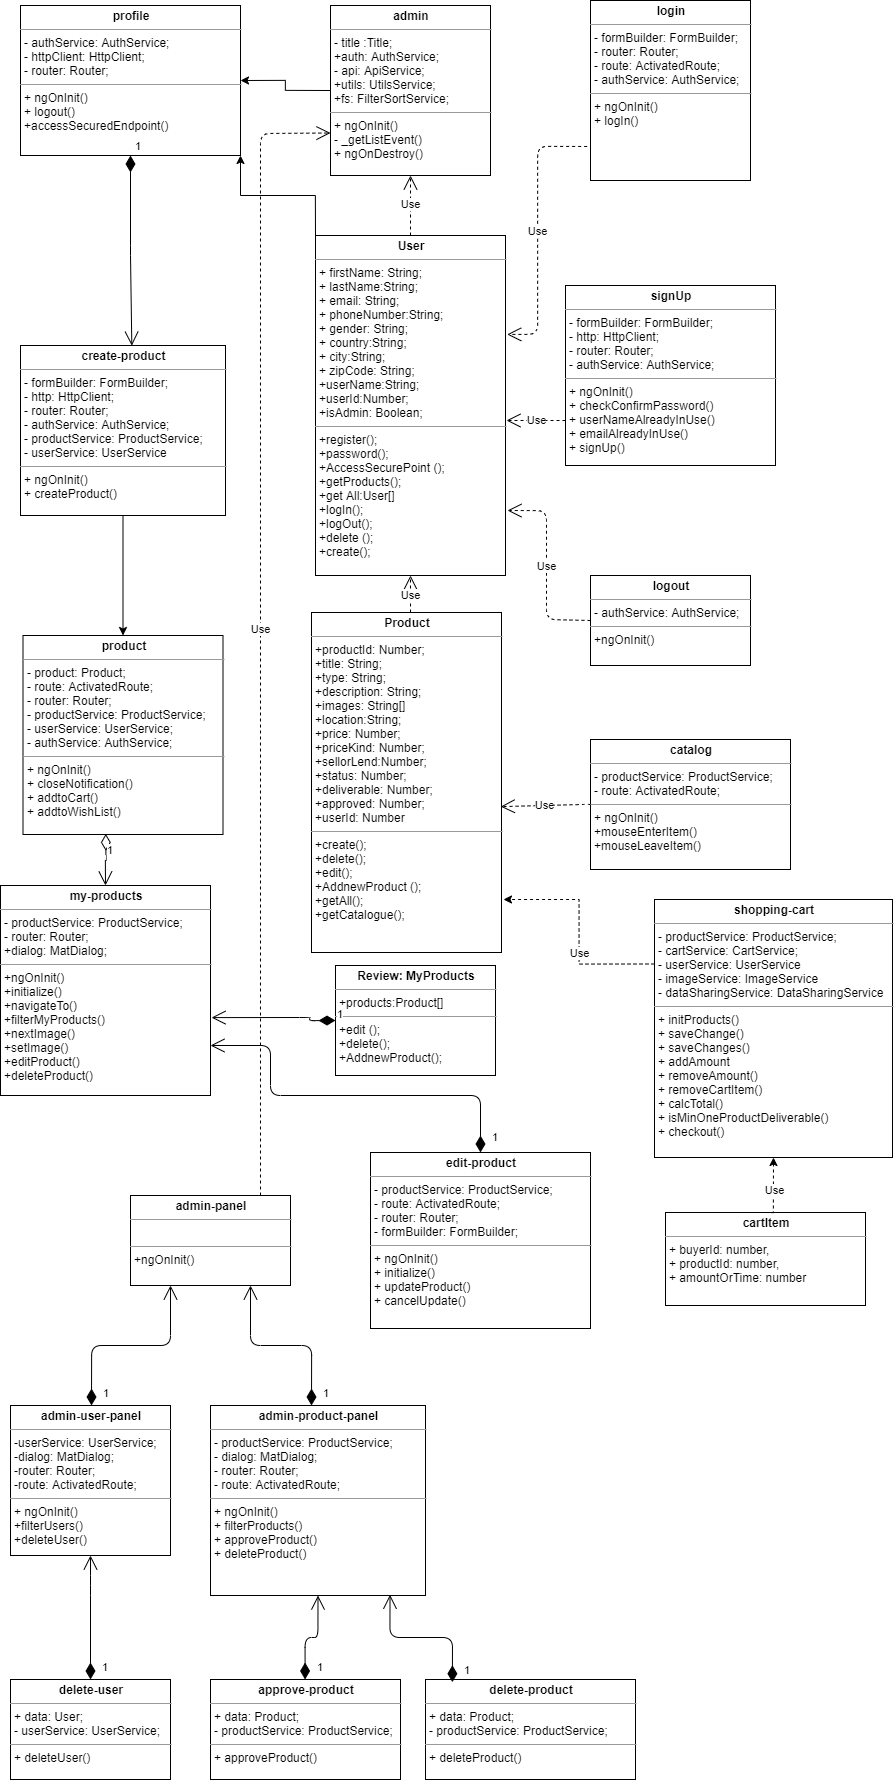 profile
- authService: AuthService;
- httpClient: HttpClient;
- router: Router;
+ ngOnInit()
+ logout()
+accessSecuredEndpoint()
1
admin
- title :Title;
+auth: AuthService;
- api: ApiService;
+utils: UtilsService;
+fs: FilterSortService;
+ ngOnInit()
- _getListEvent()
+ ngOnDestroy()
login
- formBuilder: FormBuilder;
- router: Router;
- route: ActivatedRoute;
- authService: AuthService;
+ ngOnInit()
+ logIn()
Use
Use
User
+ firstName: String;
+ lastName:String;
+ email: String;
+ phoneNumber:String;
+ gender: String;
+ country:String;
+ city:String;
+ zipCode: String;
+userName:String;
+userId:Number;
+isAdmin: Boolean;
+register();
+password();
+AccessSecurePoint ();
+getProducts();
+get All:User[]
+logIn();
+logOut();
+delete ();
+create();
signUp
- formBuilder: FormBuilder;
- http: HttpClient;
- router: Router;
- authService: AuthService;
+ ngOnInit()
+ checkConfirmPassword()
+ userNameAlreadyInUse()
+ emailAlreadyInUse()
+ signUp()
Use
create-product
- formBuilder: FormBuilder;
- http: HttpClient;
- router: Router;
- authService: AuthService;
- productService: ProductService;
- userService: UserService
+ ngOnInit()
+ createProduct()
Use
logout
- authService: AuthService;
+ngOnInit()
Use
Use
Product
+productId: Number;
+title: String;
+type: String;
+description: String;
+images: String[]
+location:String;
+price: Number;
+priceKind: Number;
+sellorLend:Number;
+status: Number;
+deliverable: Number;
+approved: Number;
+userId: Number
+create();
+delete();
+edit();
+AddnewProduct ();
+getAll();
+getCatalogue();
product
- product: Product;
- route: ActivatedRoute;
- router: Router;
- productService: ProductService;
- userService: UserService;
- authService: AuthService;
+ ngOnInit()
+ closeNotification()
+ addtoCart()
+ addtoWishList()
1
catalog
- productService: ProductService;
- route: ActivatedRoute;
+ ngOnInit()
+mouseEnterItem()
+mouseLeaveItem()
Use
my-products
- productService: ProductService;
- router: Router;
+dialog: MatDialog;
+ngOnInit()
+initialize()
+navigateTo()
+filterMyProducts()
+nextImage()
+setImage()
+editProduct()
+deleteProduct()
Review: MyProducts
+products:Product[]
1
+edit ();
+delete();
+AddnewProduct();
Use
shopping-cart
- productService: ProductService;
- cartService: CartService;
- userService: UserService
- imageService: ImageService
- dataSharingService: DataSharingService
+ initProducts()
+ saveChange()
+ saveChanges()
+ addAmount
+ removeAmount()
+ removeCartItem()
+ calcTotal()
+ isMinOneProductDeliverable()
+ checkout()
Use
cartItem
+ buyerId: number,
+ productId: number,
+ amountOrTime: number
1
edit-product
- productService: ProductService;
- route: ActivatedRoute;
- router: Router;
- formBuilder: FormBuilder;
+ ngOnInit()
+ initialize()
+ updateProduct()
+ cancelUpdate()
admin-panel
+ngOnInit()
1
admin-user-panel
-userService: UserService;
-dialog: MatDialog;
-router: Router;
-route: ActivatedRoute;
+ ngOnInit()
+filterUsers()
+deleteUser()
1
admin-product-panel
- productService: ProductService;
- dialog: MatDialog;
- router: Router;
- route: ActivatedRoute;
+ ngOnInit()
+ filterProducts()
+ approveProduct()
+ deleteProduct()
1
delete-user
+ data: User;
- userService: UserService;
+ deleteUser()
1
approve-product
+ data: Product;
- productService: ProductService;
+ approveProduct()
1
delete-product
+ data: Product;
- productService: ProductService;
+ deleteProduct()